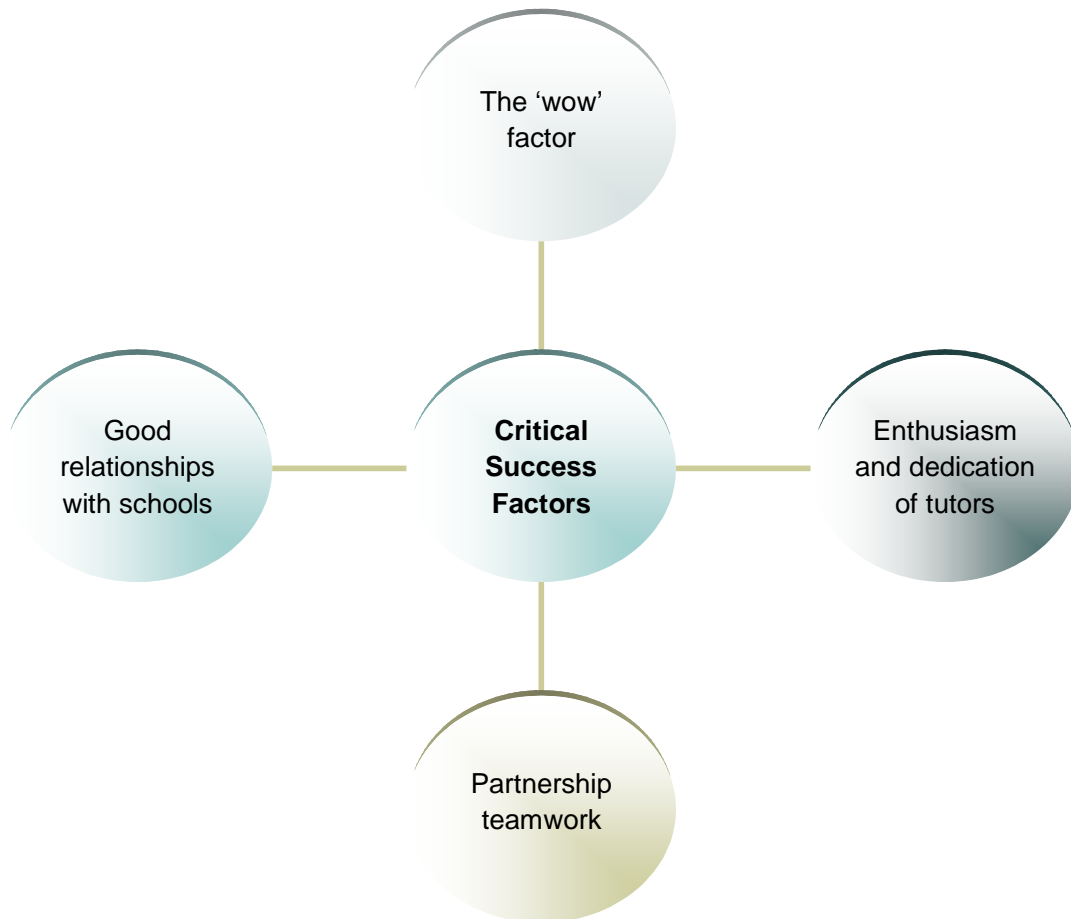 The ‘wow’
factor
Good
relationships
with schools
Critical
Success
Factors
Enthusiasm
and dedication
of tutors
Partnership
teamwork